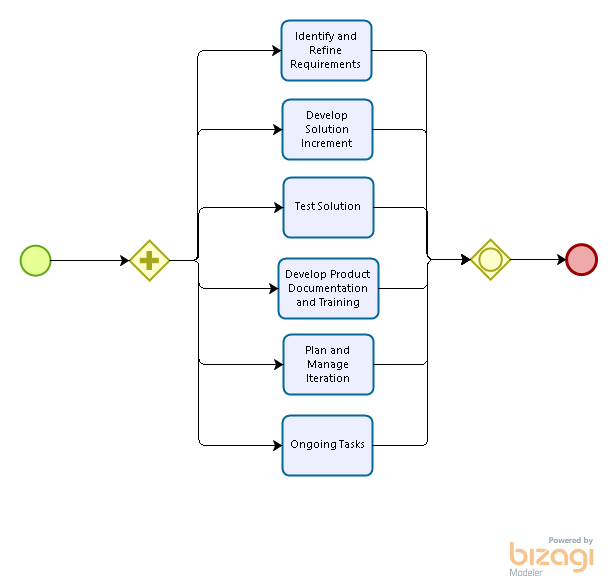 Identify and
Refine
Requirements
Develop
Solution
Increment
Test Solution
Develop Product
Documentation
and Training
Plan and
Manage
Iteration
Ongoing Tasks
Powered by
bizagi
Modeler